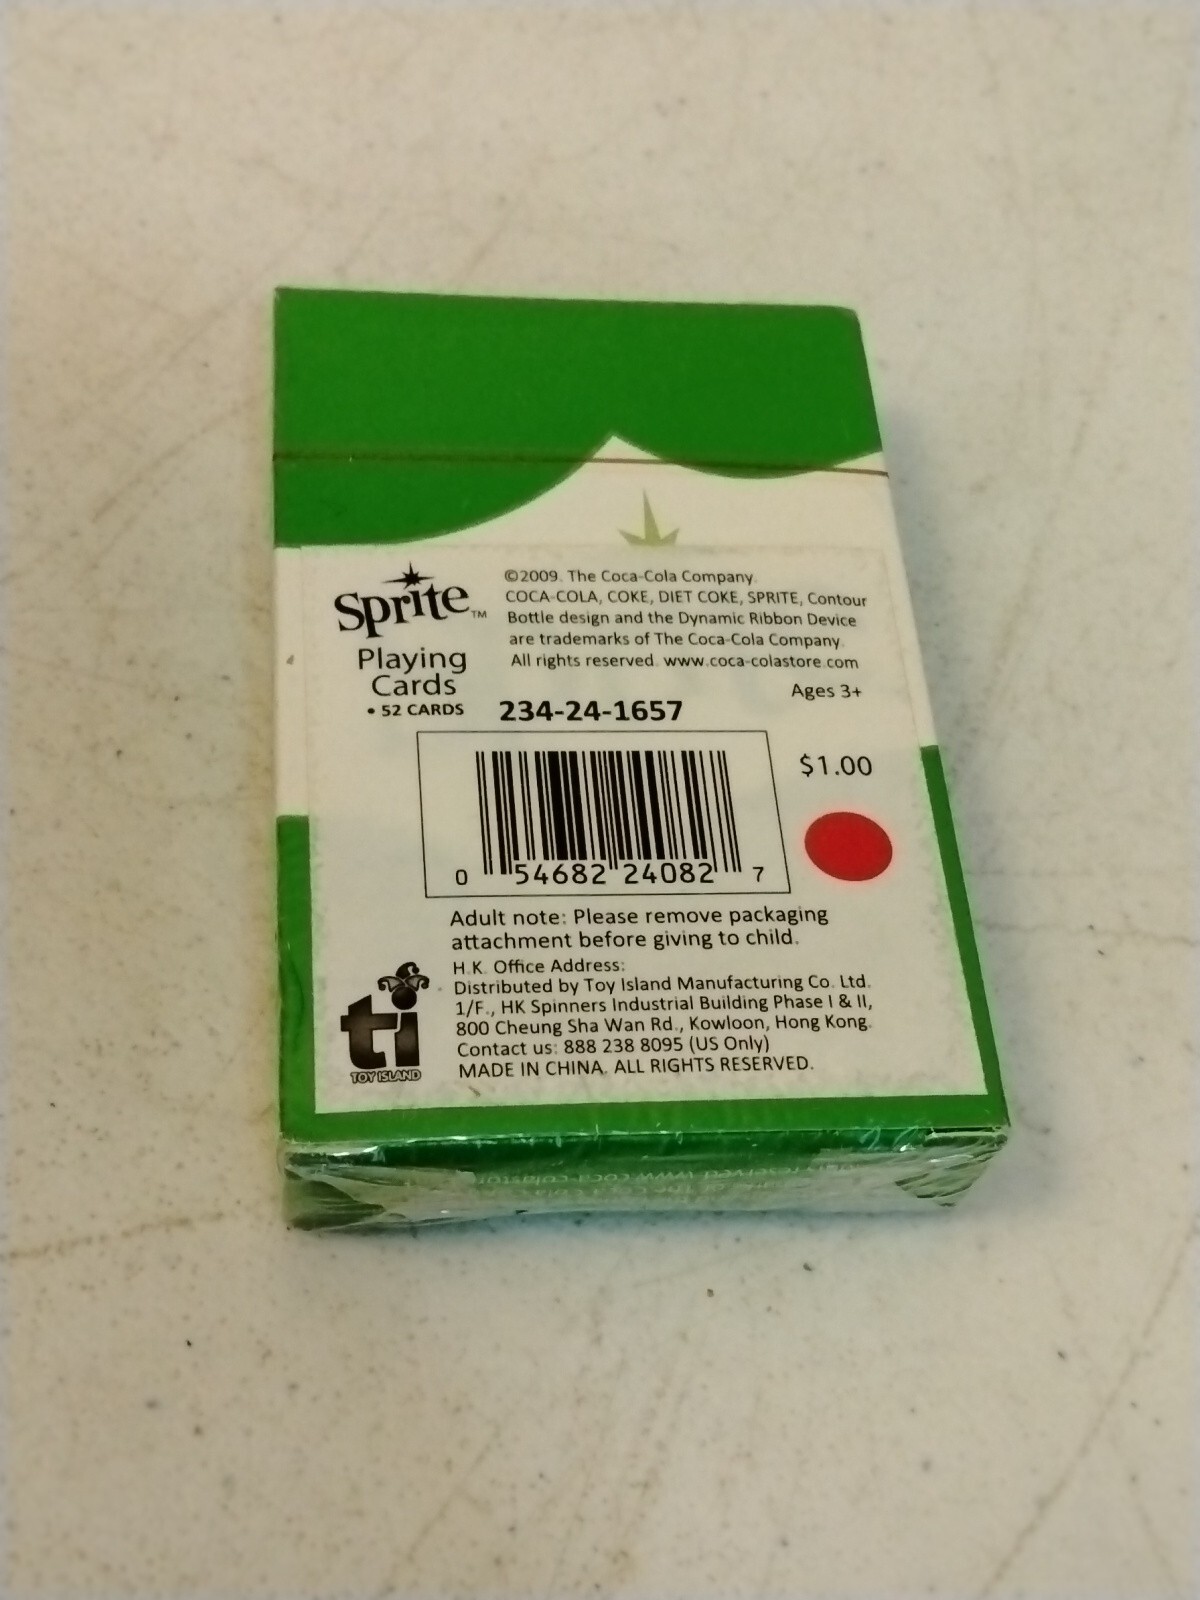 Sprite™
Playing
Cards
• 52 CARDS
©2009. The Coca-Cola Company.
COCA-COLA, COKE, DIET COKE, SPRITE, Contour
Bottle design and the Dynamic Ribbon Device
are trademarks of The Coca-Cola Company.
All rights reserved. www.coca-colastore.com
Ages 3+
234-24-1657
$1.00
0 54682 24082 7
Adult note: Please remove packaging
attachment before giving to child.
H.K. Office Address:
Distributed by Toy Island Manufacturing Co. Ltd.
1/F., HK Spinners Industrial Building Phase I & II,
800 Cheung Sha Wan Rd., Kowloon, Hong Kong.
Contact us: 888 238 8095 (US Only)
MADE IN CHINA. ALL RIGHTS RESERVED.
ti
TOY ISLAND